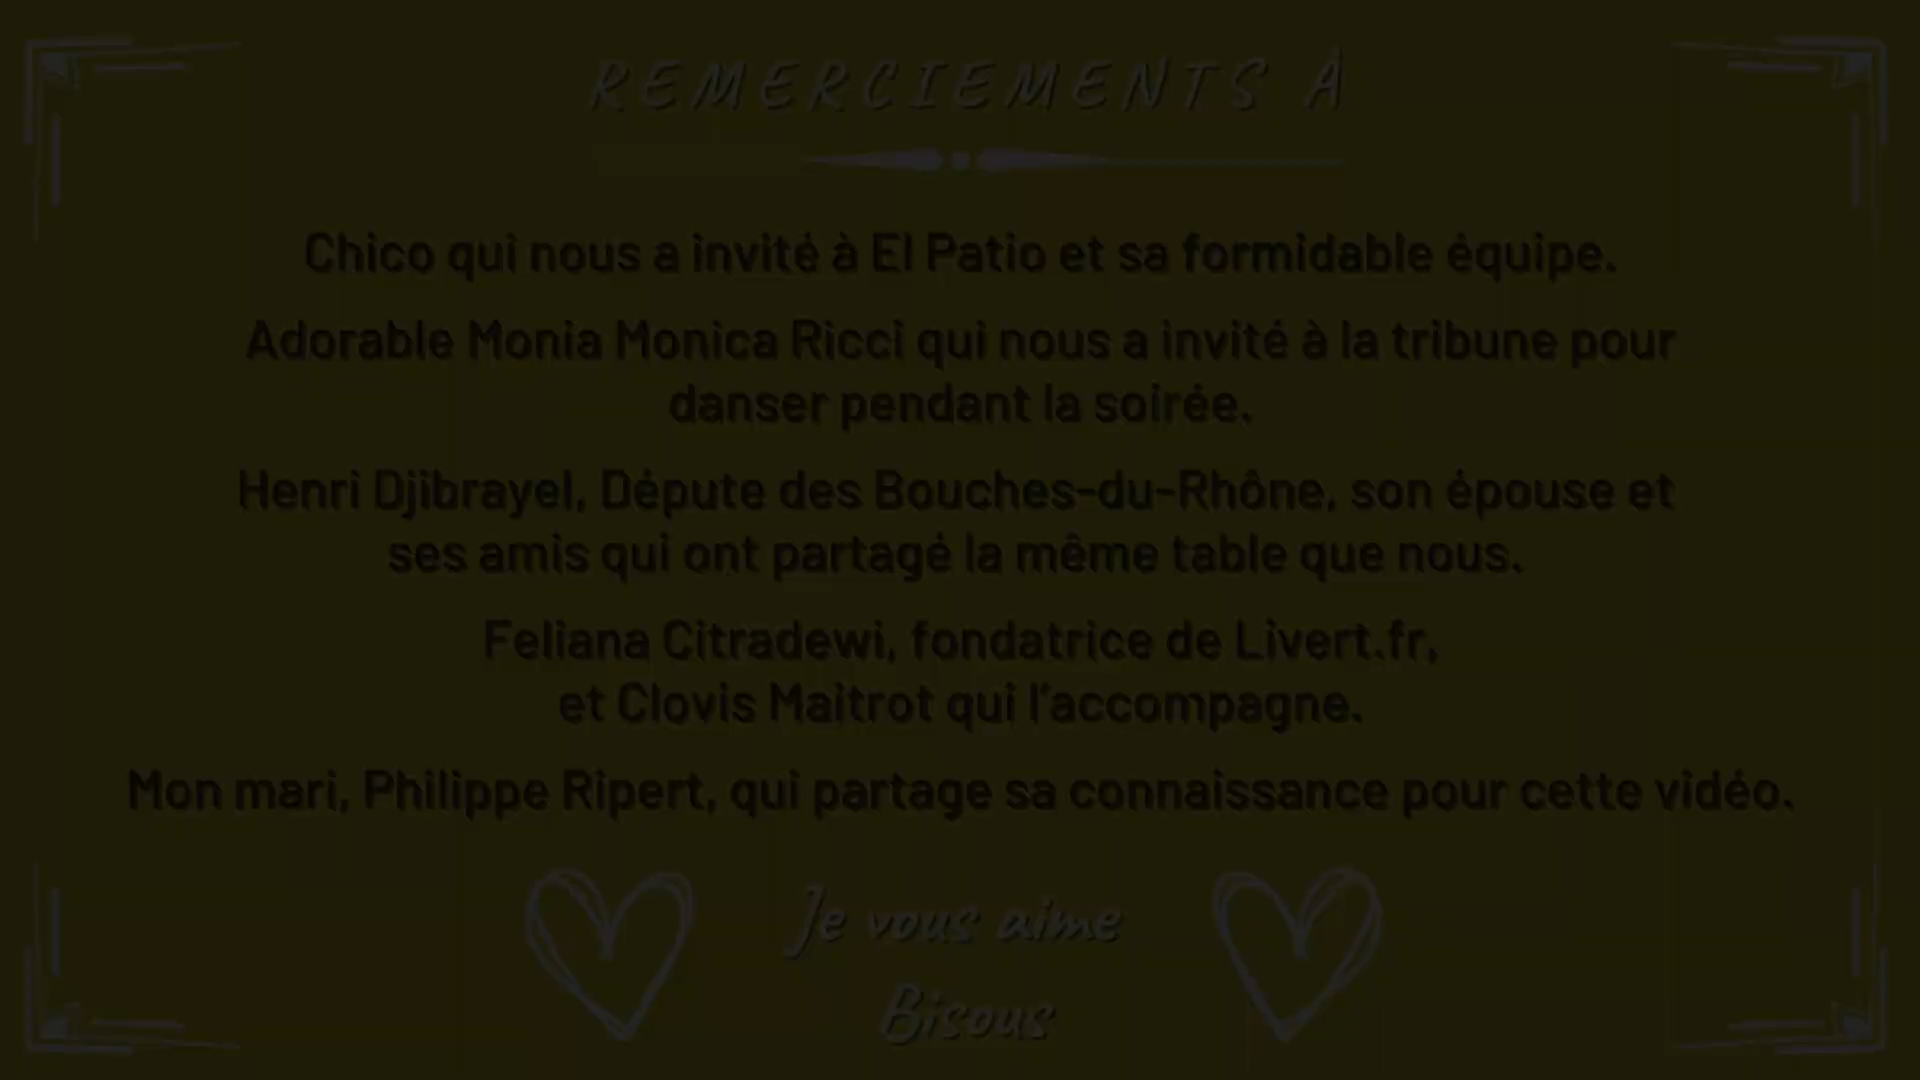 REMERCIEMENTS À
Chico qui nous a invité à El Patio et sa formidable équipe.
Adorable Monia Monica Ricci qui nous a invité à la tribune pour
danser pendant la soirée.
Henri Djibrayel, Députe des Bouches-du-Rhône, son épouse et
ses amis qui ont partagé la même table que nous.
Feliana Citradewi, fondatrice de Livert.fr,
et Clovis Maitrot qui l'accompagne.
Mon mari, Philippe Ripert, qui partage sa connaissance pour cette vidéo.
Je vous aime
Bisous